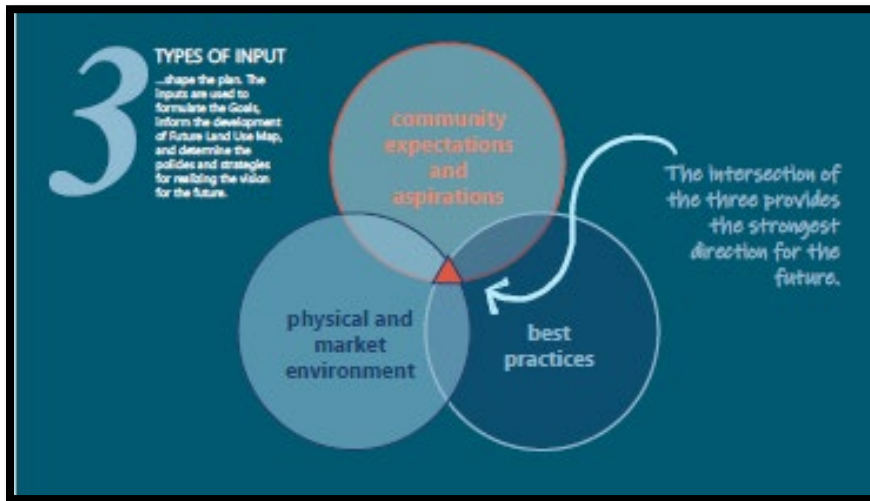 3
TYPES OF INPUT
...shape the plan. The
inputs are used to
formulate the Goals,
inform the development
of Future Land Use Map,
and determine the
policies and strategies
for realizing the vision
for the future.
community
expectations
and
aspirations
The intersection of
the three provides
the strongest
direction for the
future.
physical and
market
environment
best
practices